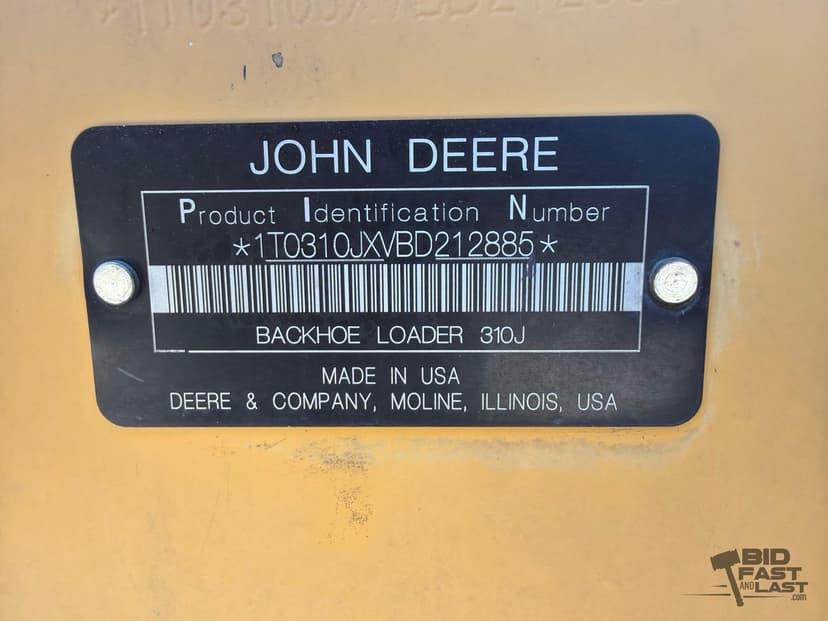 JOHN DEERE
Product Identification Number
*1T0310JXVBD212885*
BACKHOE LOADER 310J
MADE IN USA
DEERE & COMPANY, MOLINE, ILLINOIS, USA
BID
FAST
AND LAST
.com